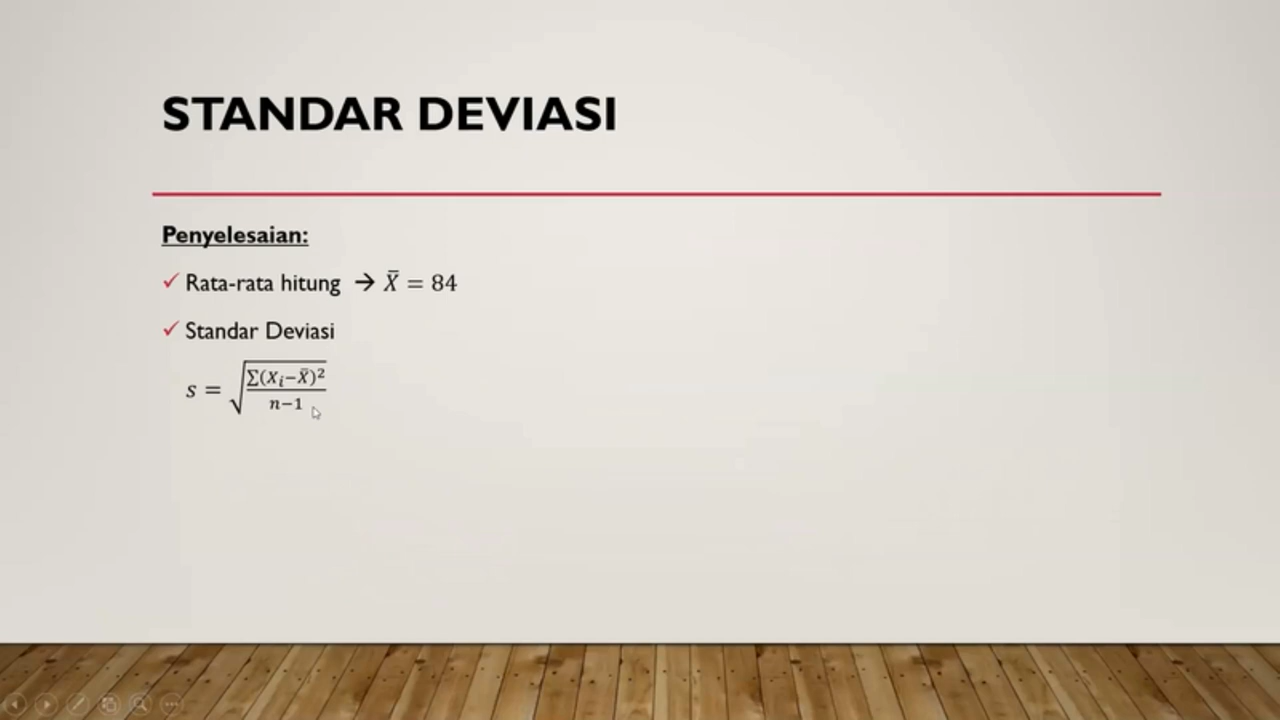 STANDAR DEVIASI
Penyelesaian:
✓ Rata-rata hitung → X̄ = 84
✓ Standar Deviasi
s = √(∑(Xᵢ−X̄)²/n−1)